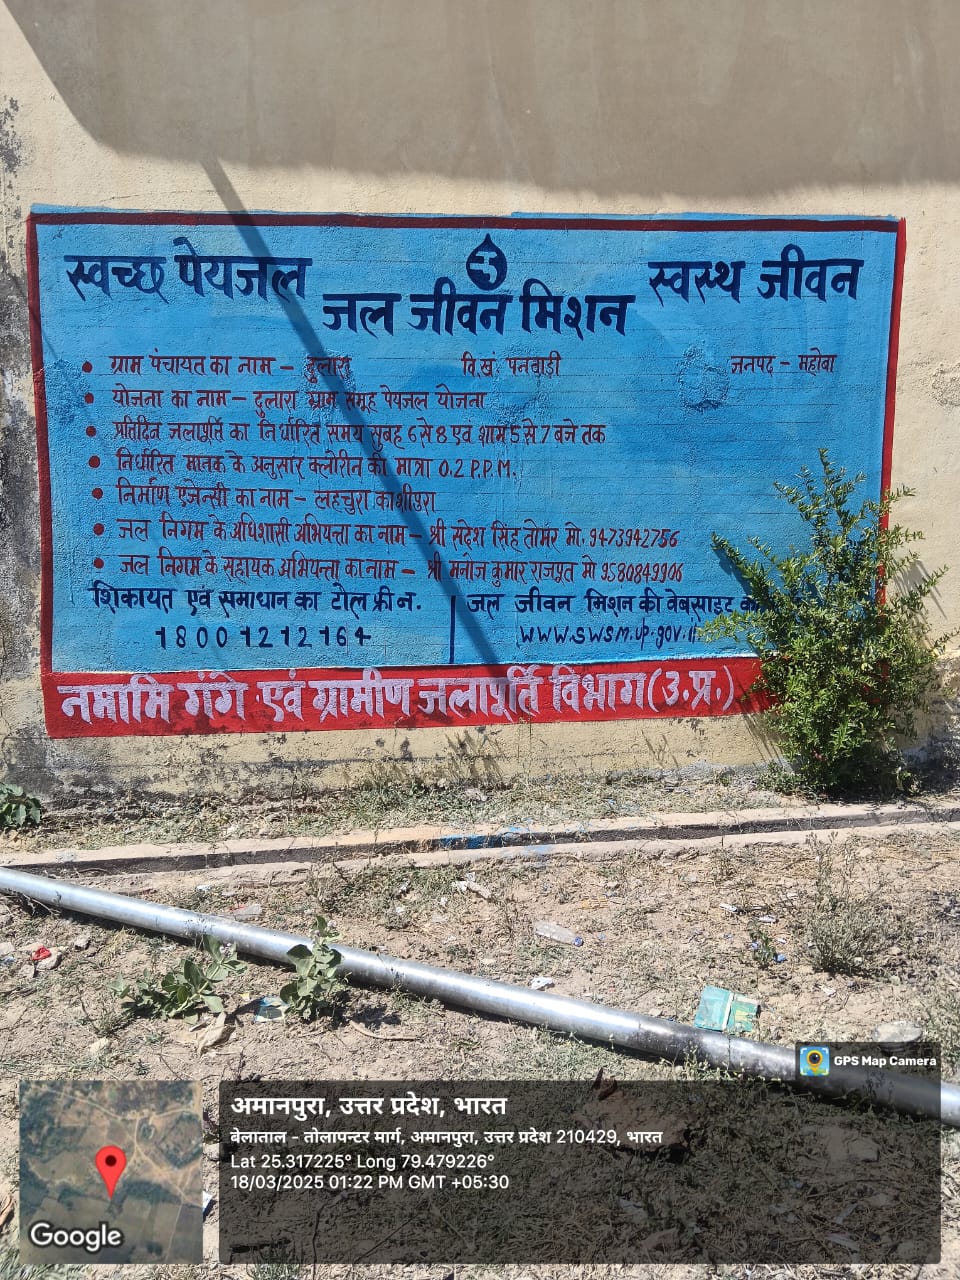 स्वच्छ पेयजल स्वस्थ जीवन
जल जीवन मिशन
• ग्राम पंचायत का नाम – दुलारा वि.खं. पनवाड़ी जनपद - महोबा
• योजना का नाम – दुलारा ग्राम समूह पेयजल योजना
• प्रतिदिन जलापूर्ति का निर्धारित समय सुबह 6 से 8 एवं शाम 5 से 7 बजे तक
• निर्धारित मानक के अनुसार क्लोरीन की मात्रा 0.2 P.P.M.
• निर्माण एजेन्सी का नाम – लहचुरा काशीपुरा
• जल निगम के अधिशासी अभियन्ता का नाम – श्री संदेश सिंह तोमर मो. 9473942756
• जल निगम के सहायक अभियन्ता का नाम – श्री मनोज कुमार राजपूत मो 9580849906
शिकायत एवं समाधान का टोल फ्री न. जल जीवन मिशन की वेबसाइट
18001212164 www.swsm.up.gov.
नमामि गंगे एवं ग्रामीण जलापूर्ति विभाग (उ.प्र.)
GPS Map Camera
अमानपुरा, उत्तर प्रदेश, भारत
बेलाताल - तोलापन्टर मार्ग, अमानपुरा, उत्तर प्रदेश 210429, भारत
Lat 25.317225° Long 79.479226°
18/03/2025 01:22 PM GMT +05:30
Google